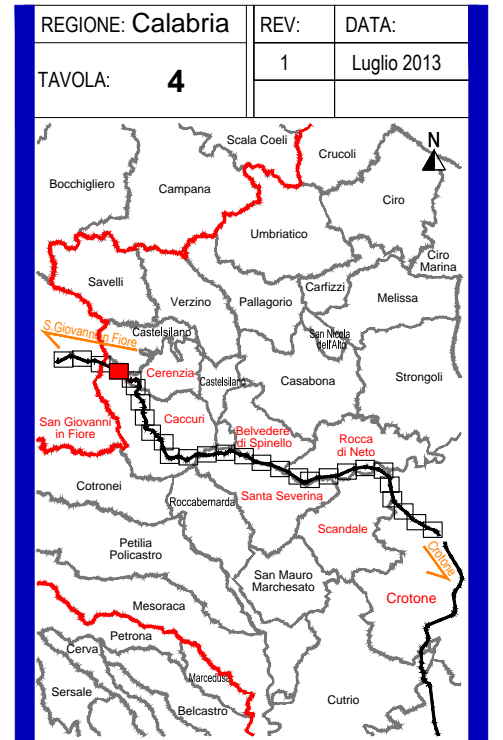 REGIONE: Calabria
REV:
DATA:
TAVOLA: 4
1
Luglio 2013
Scala Coeli
Crucoli
N
Bocchigliero
Campana
Ciro
Umbriatico
Ciro
Marina
Savelli
Carfizzi
Verzino
Pallagorio
Melissa
S.Giovanni in Fiore
Castelsilano
San Nicola
dell'Alto
Cerenzia
Castelsilano
Casabona
Strongoli
San Giovanni
in Fiore
Caccuri
Belvedere
di Spinello
Rocca
di Neto
Cotronei
Roccabernarda
Santa Severina
Scandale
Petilia
Policastro
Crotone
San Mauro
Marchesato
Crotone
Mesoraca
Petrona
Cerva
Marcedusa
Sersale
Belcastro
Cutrio